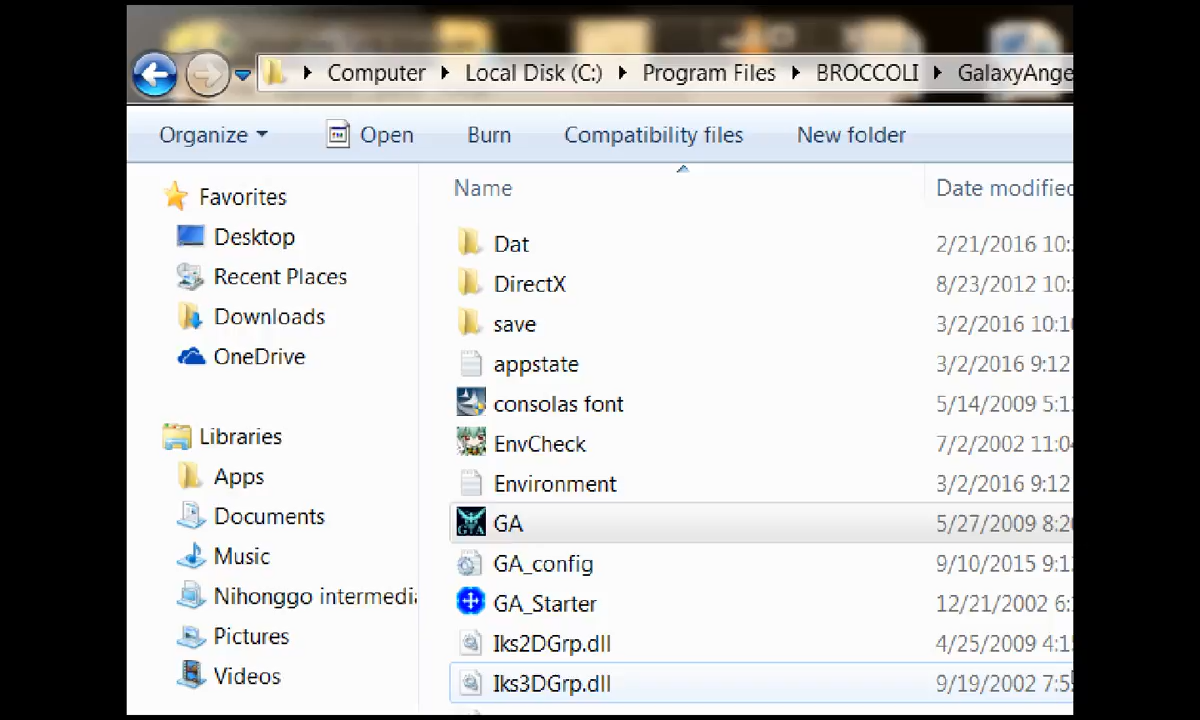 Computer Local Disk (C:) Program Files BROCCOLI GalaxyAnge
Organize Open Burn Compatibility files New folder
Name Date modified
Favorites
Desktop
Recent Places
Downloads
OneDrive
Libraries
Apps
Documents
Music
Nihonggo intermedi
Pictures
Videos
Dat 2/21/2016 10:
DirectX 8/23/2012 10:
save 3/2/2016 10:10
appstate 3/2/2016 9:12
consolas font 5/14/2009 5:1
EnvCheck 7/2/2002 11:04
Environment 3/2/2016 9:12
GA 5/27/2009 8:20
GA_config 9/10/2015 9:1
GA_Starter 12/21/2002 6:
Iks2DGrp.dll 4/25/2009 4:1
Iks3DGrp.dll 9/19/2002 7:5